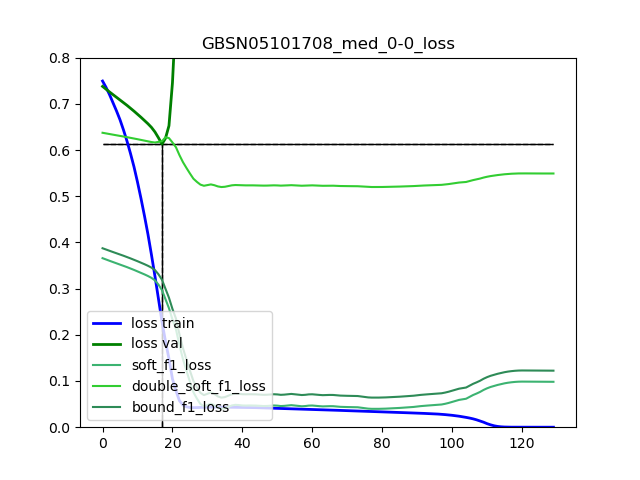 GBSN05101708_med_0-0_loss
0.8
0.7
0.6
0.5
0.4
0.3
0.2
0.1
0.0
loss train
loss val
soft_f1_loss
double_soft_f1_loss
bound_f1_loss
0 20 40 60 80 100 120